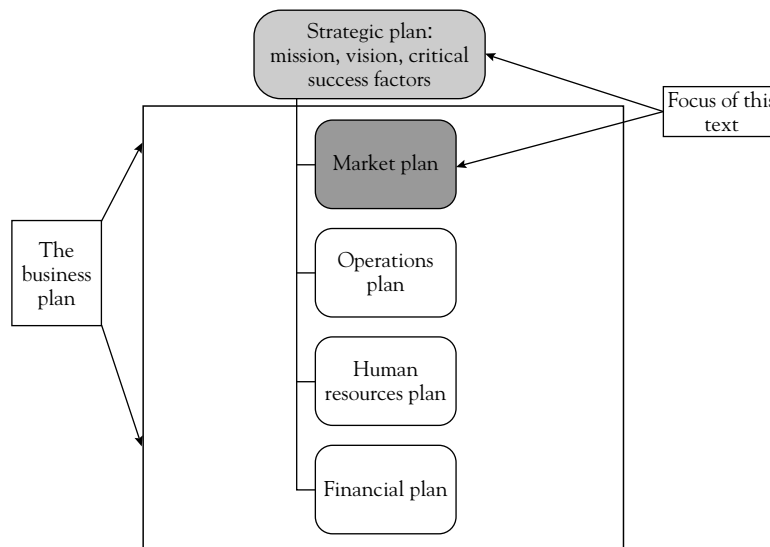 Strategic plan:
mission, vision, critical
success factors
Focus of this
text
Market plan
The
business
plan
Operations
plan
Human
resources plan
Financial plan